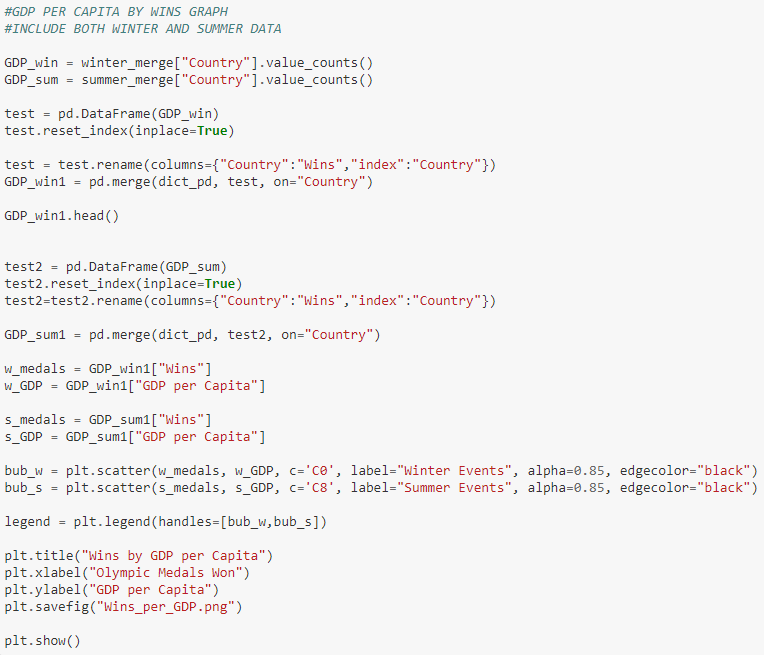 #GDP PER CAPITA BY WINS GRAPH
#INCLUDE BOTH WINTER AND SUMMER DATA
GDP_win = winter_merge["Country"].value_counts()
GDP_sum = summer_merge["Country"].value_counts()
test = pd.DataFrame(GDP_win)
test.reset_index(inplace=True)
test = test.rename(columns={"Country":"Wins","index":"Country"})
GDP_win1 = pd.merge(dict_pd, test, on="Country")
GDP_win1.head()
test2 = pd.DataFrame(GDP_sum)
test2.reset_index(inplace=True)
test2=test2.rename(columns={"Country":"Wins","index":"Country"})
GDP_sum1 = pd.merge(dict_pd, test2, on="Country")
w_medals = GDP_win1["Wins"]
w_GDP = GDP_win1["GDP per Capita"]
s_medals = GDP_sum1["Wins"]
s_GDP = GDP_sum1["GDP per Capita"]
bub_w = plt.scatter(w_medals, w_GDP, c='C0', label="Winter Events", alpha=0.85, edgecolor="black")
bub_s = plt.scatter(s_medals, s_GDP, c='C8', label="Summer Events", alpha=0.85, edgecolor="black")
legend = plt.legend(handles=[bub_w,bub_s])
plt.title("Wins by GDP per Capita")
plt.xlabel("Olympic Medals Won")
plt.ylabel("GDP per Capita")
plt.savefig("Wins_per_GDP.png")
plt.show()